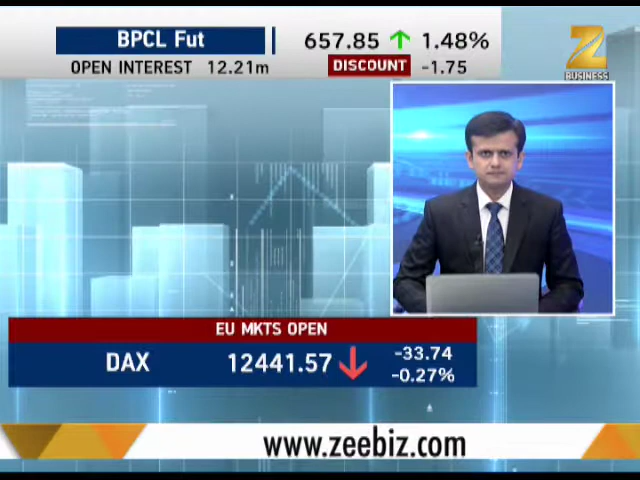 BPCL Fut
657.85 1.48%
OPEN INTEREST 12.21m
DISCOUNT -1.75
Z
BUSINESS
EU MKTS OPEN
DAX 12441.57 -33.74
-0.27%
www.zeebiz.com